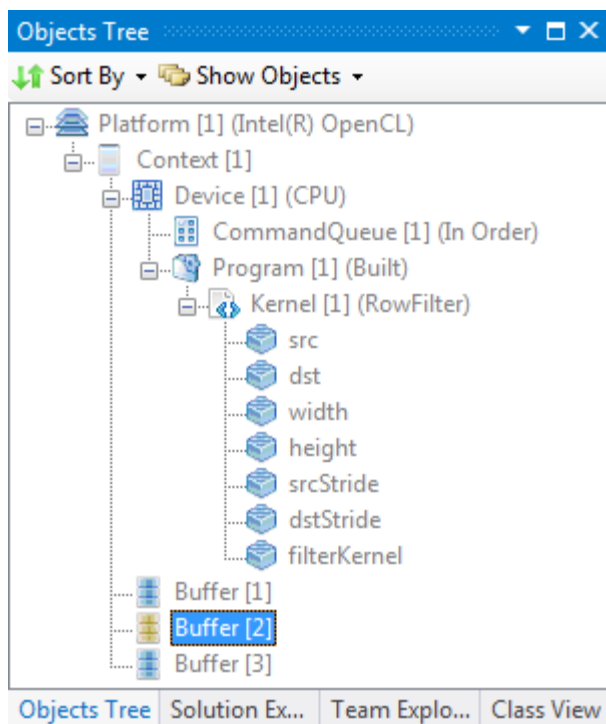 Objects Tree
Sort By Show Objects
Platform [1] (Intel(R) OpenCL)
Context [1]
Device [1] (CPU)
CommandQueue [1] (In Order)
Program [1] (Built)
Kernel [1] (RowFilter)
src
dst
width
height
srcStride
dstStride
filterKernel
Buffer [1]
Buffer [2]
Buffer [3]
Objects Tree Solution Ex... Team Explo... Class View